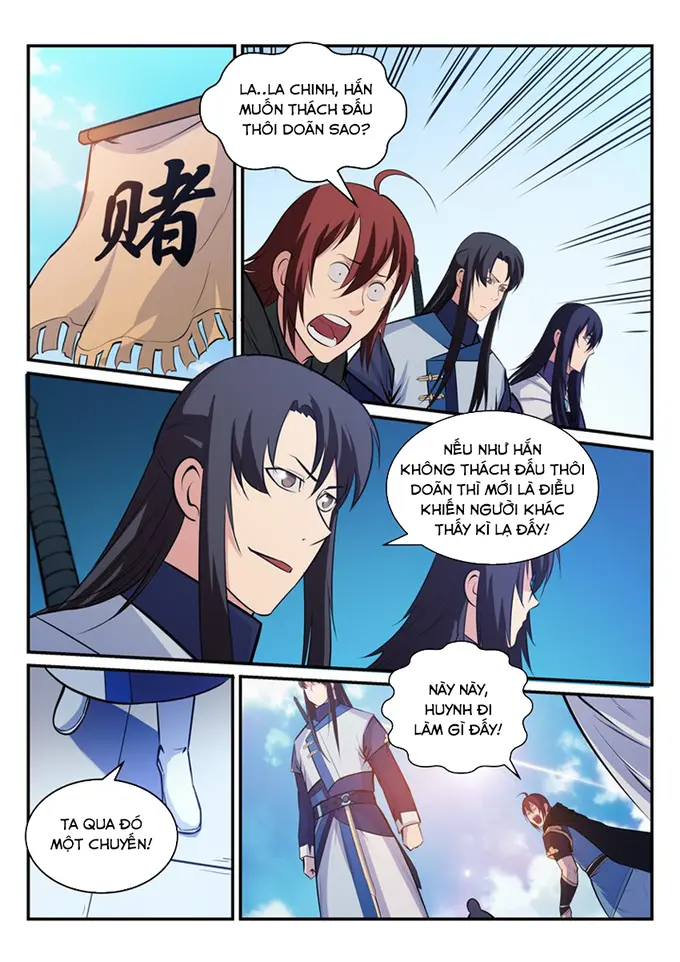 赌
LA..LA CHINH, HẮN
MUỐN THÁCH ĐẤU
THÔI DOÃN SAO?
NẾU NHƯ HẮN
KHÔNG THÁCH ĐẤU THÔI
DOÃN THÌ MỚI LÀ ĐIỀU
KHIẾN NGƯỜI KHÁC
THẤY KÌ LẠ ĐẤY!
TA QUA ĐÓ
MỘT CHUYẾN!
NÀY NÀY,
HUYNH ĐI
LÀM GÌ ĐẤY!